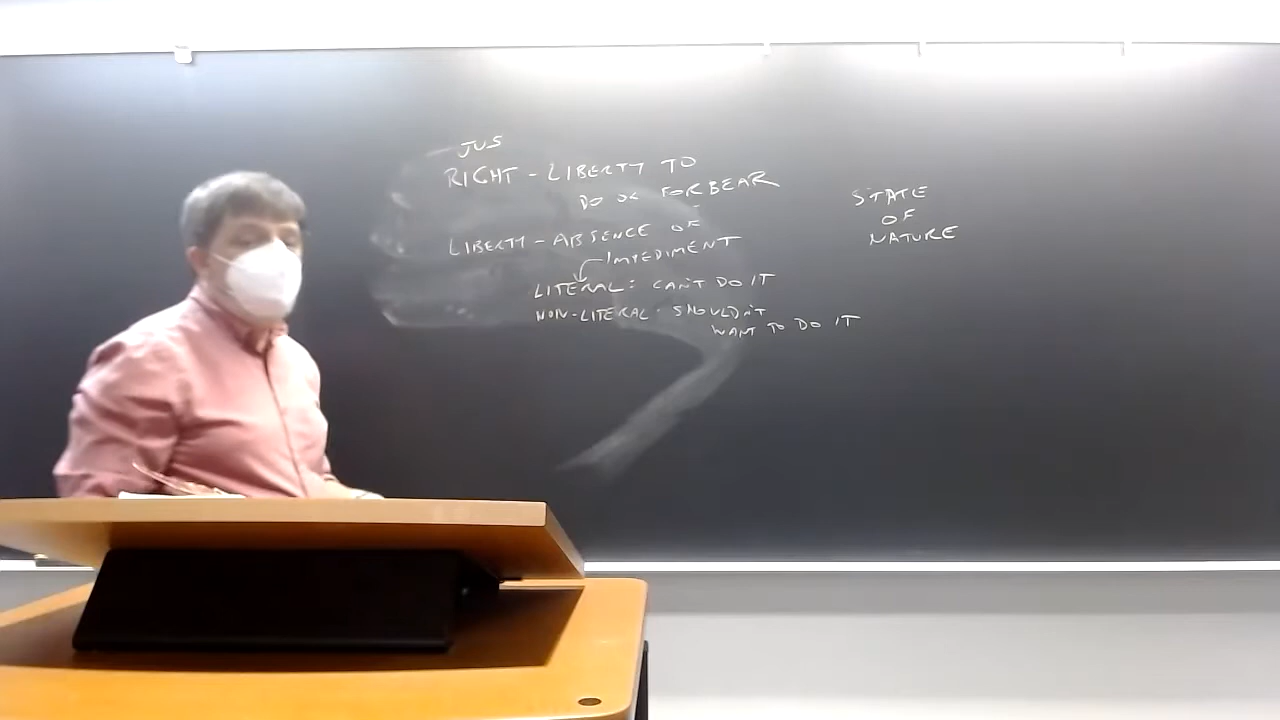 JUS
RIGHT - LIBERTY TO
DO OR FORBEAR
LIBERTY - ABSENCE OF
IMPEDIMENT
LITERAL: CAN'T DO IT
NON-LITERAL: SHOULDN'T
WANT TO DO IT
STATE
OF
NATURE